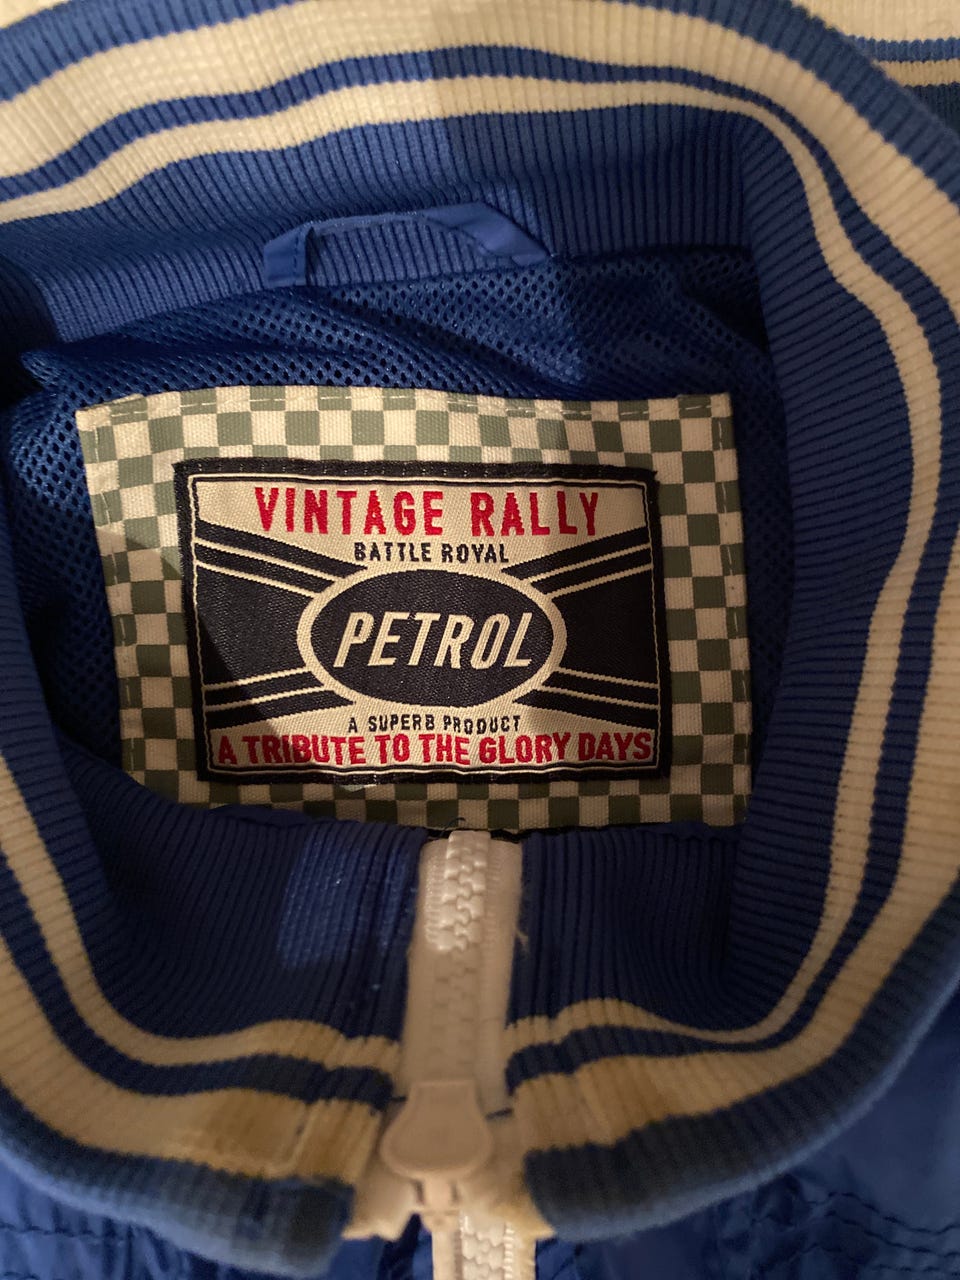 VINTAGE RALLY
BATTLE ROYAL
PETROL
A SUPERB PRODUCT
A TRIBUTE TO THE GLORY DAYS